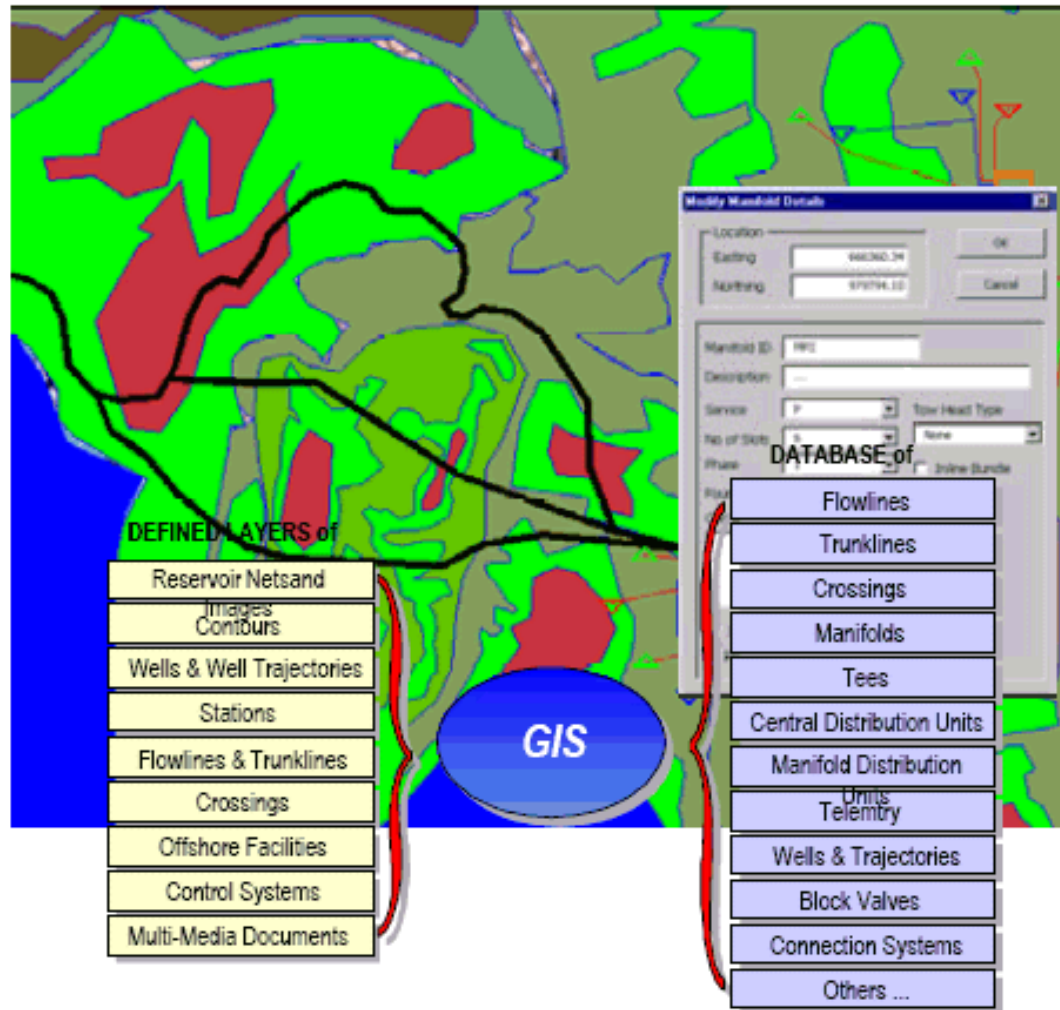 Modify Manifold Details
Location
Easting
Northing
OK
Cancel
Manifold ID
Description
Service P Tow Head Type
No of Slots None
Phase Inline Bundle
DEFINED LAYERS of
Reservoir Netsand
Images
Contours
Wells & Well Trajectories
Stations
Flowlines & Trunklines
Crossings
Offshore Facilities
Control Systems
Multi-Media Documents
GIS
DATABASE of
Flowlines
Trunklines
Crossings
Manifolds
Tees
Central Distribution Units
Manifold Distribution
Units
Telemtry
Wells & Trajectories
Block Valves
Connection Systems
Others ...